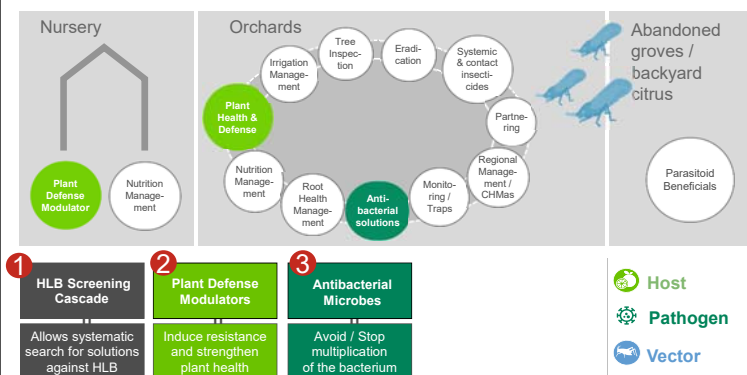 Nursery
Plant
Defense
Modulator
Nutrition
Manage-
ment
Orchards
Irrigation
Manage-
ment
Tree
Inspec-
tion
Eradi-
cation
Systemic
& contact
insecti-
cides
Plant
Health &
Defense
Partne-
ring
Nutrition
Manage-
ment
Root
Health
Manage-
ment
Anti-
bacterial
solutions
Monito-
ring /
Traps
Regional
Manage-
ment /
CHMas
Abandoned
groves /
backyard
citrus
Parasitoid
Beneficials
1
HLB Screening
Cascade
Allows systematic
search for solutions
against HLB
2
Plant Defense
Modulators
Induce resistance
and strengthen
plant health
3
Antibacterial
Microbes
Avoid / Stop
multiplication
of the bacterium
Host
Pathogen
Vector